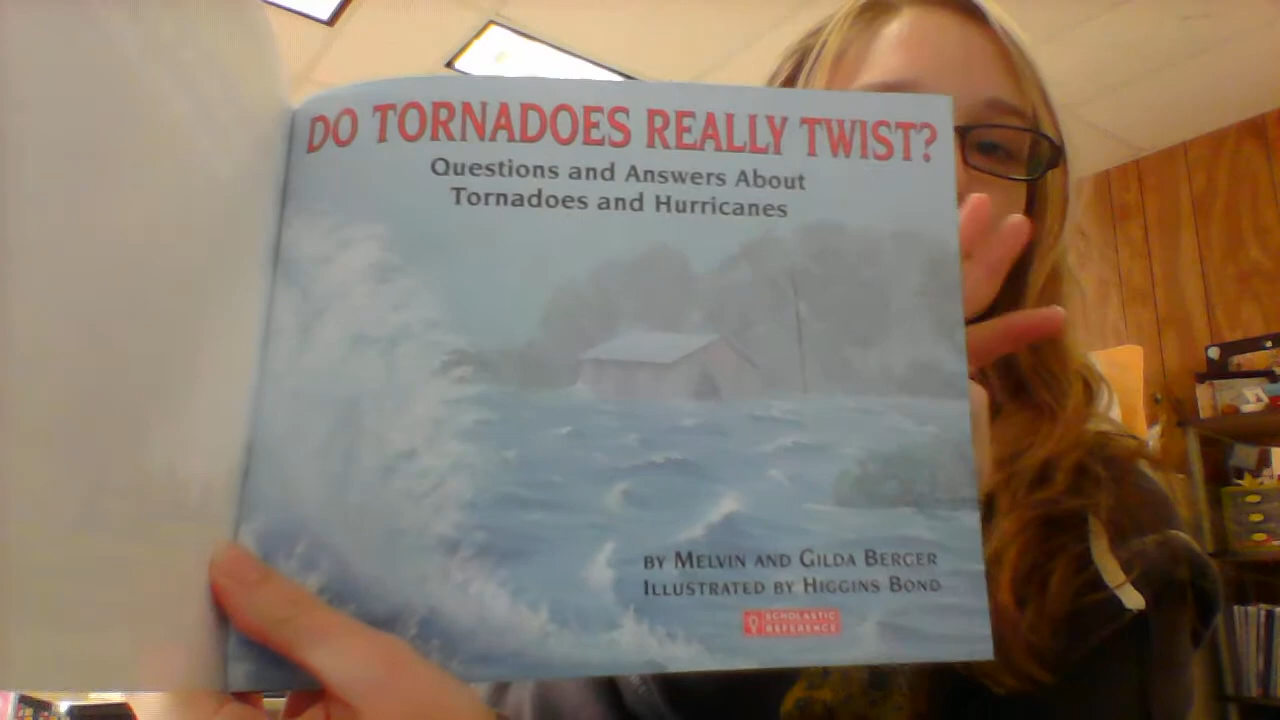 DO TORNADOES REALLY TWIST?
Questions and Answers About
Tornadoes and Hurricanes
BY MELVIN AND GILDA BERGER
ILLUSTRATED BY HIGGINS BOND
SCHOLASTIC
REFERENCE